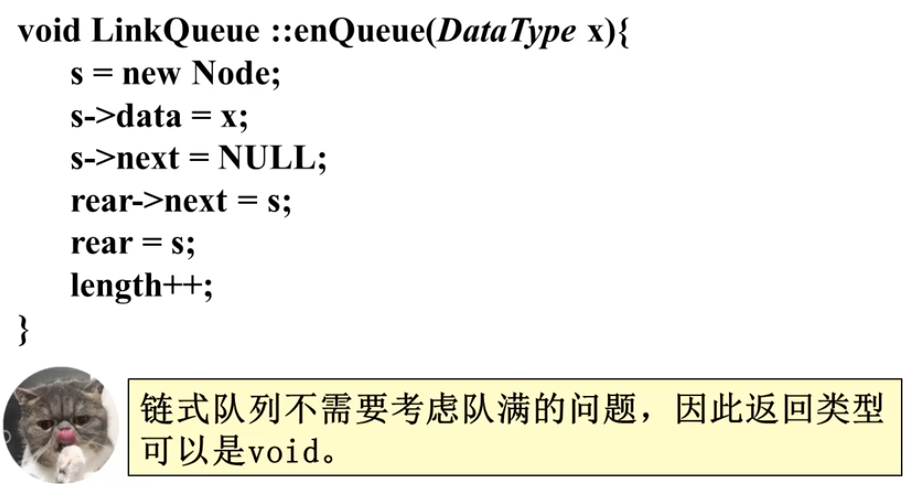 void LinkQueue ::enQueue(DataType x){
s = new Node;
s->data = x;
s->next = NULL;
rear->next = s;
rear = s;
length++;
}
链式队列不需要考虑队满的问题，因此返回类型
可以是void。